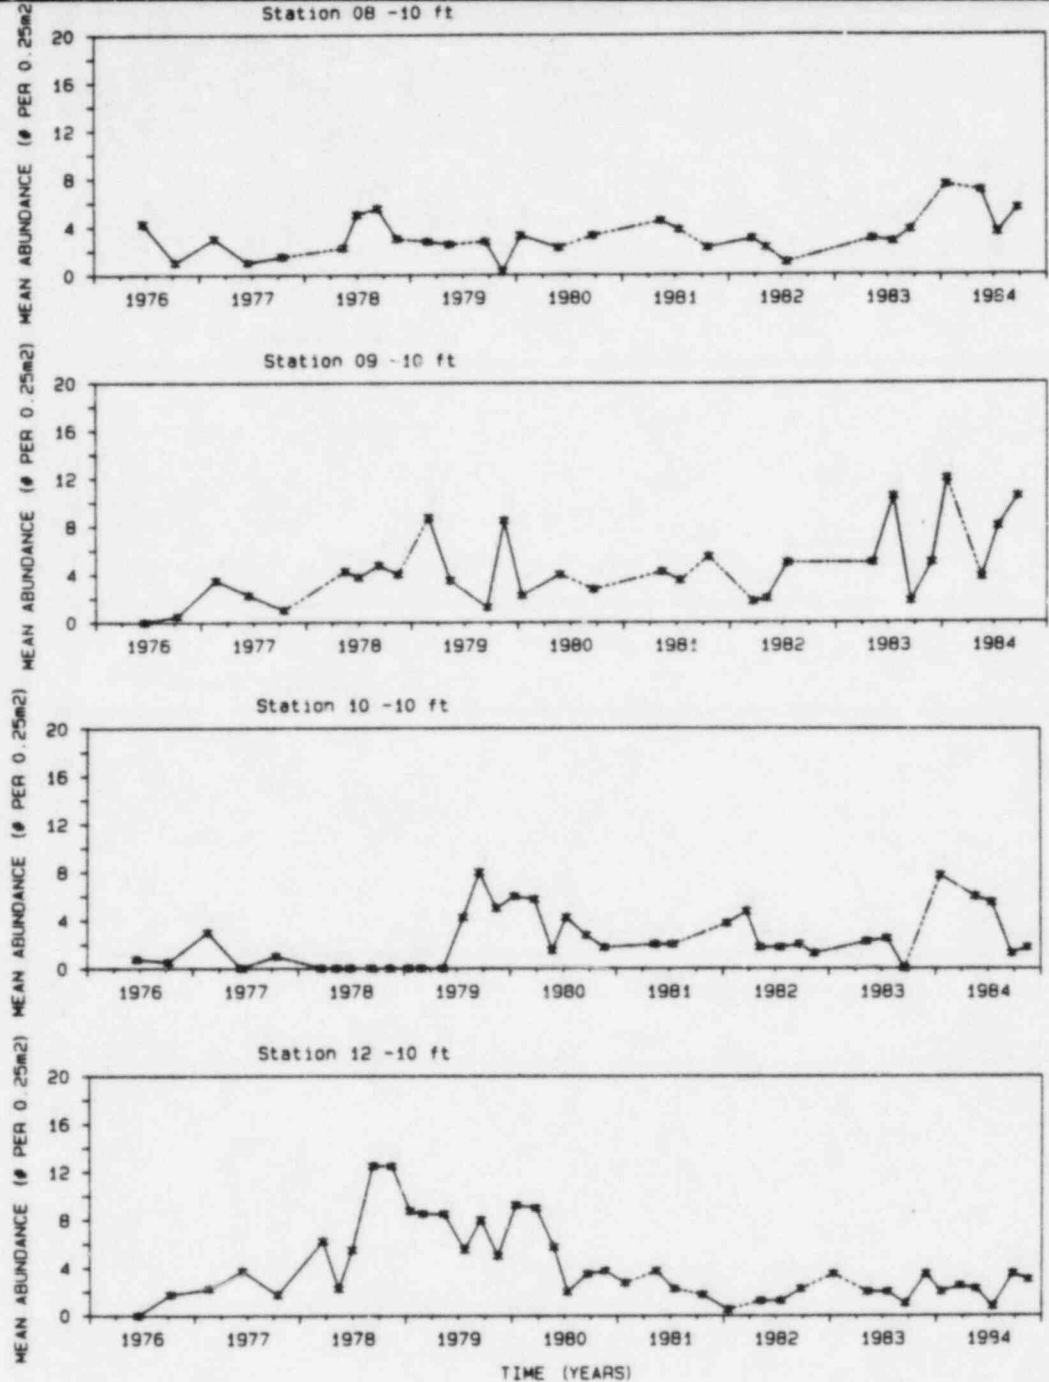 Station 08 -10 ft
MEAN ABUNDANCE (# PER 0.25m2
20
16
12
8
4
0
1976 1977 1978 1979 1980 1981 1982 1983 1984
Station 09 -10 ft
MEAN ABUNDANCE (# PER 0.25m2)
20
16
12
8
4
0
1976 1977 1978 1979 1980 1981 1982 1983 1984
Station 10 -10 ft
MEAN ABUNDANCE (# PER 0.25m2)
20
16
12
8
4
0
1976 1977 1978 1979 1980 1981 1982 1983 1984
Station 12 -10 ft
MEAN ABUNDANCE (# PER 0.25m2)
20
16
12
8
4
0
1976 1977 1978 1979 1980 1981 1982 1983 1984
TIME (YEARS)